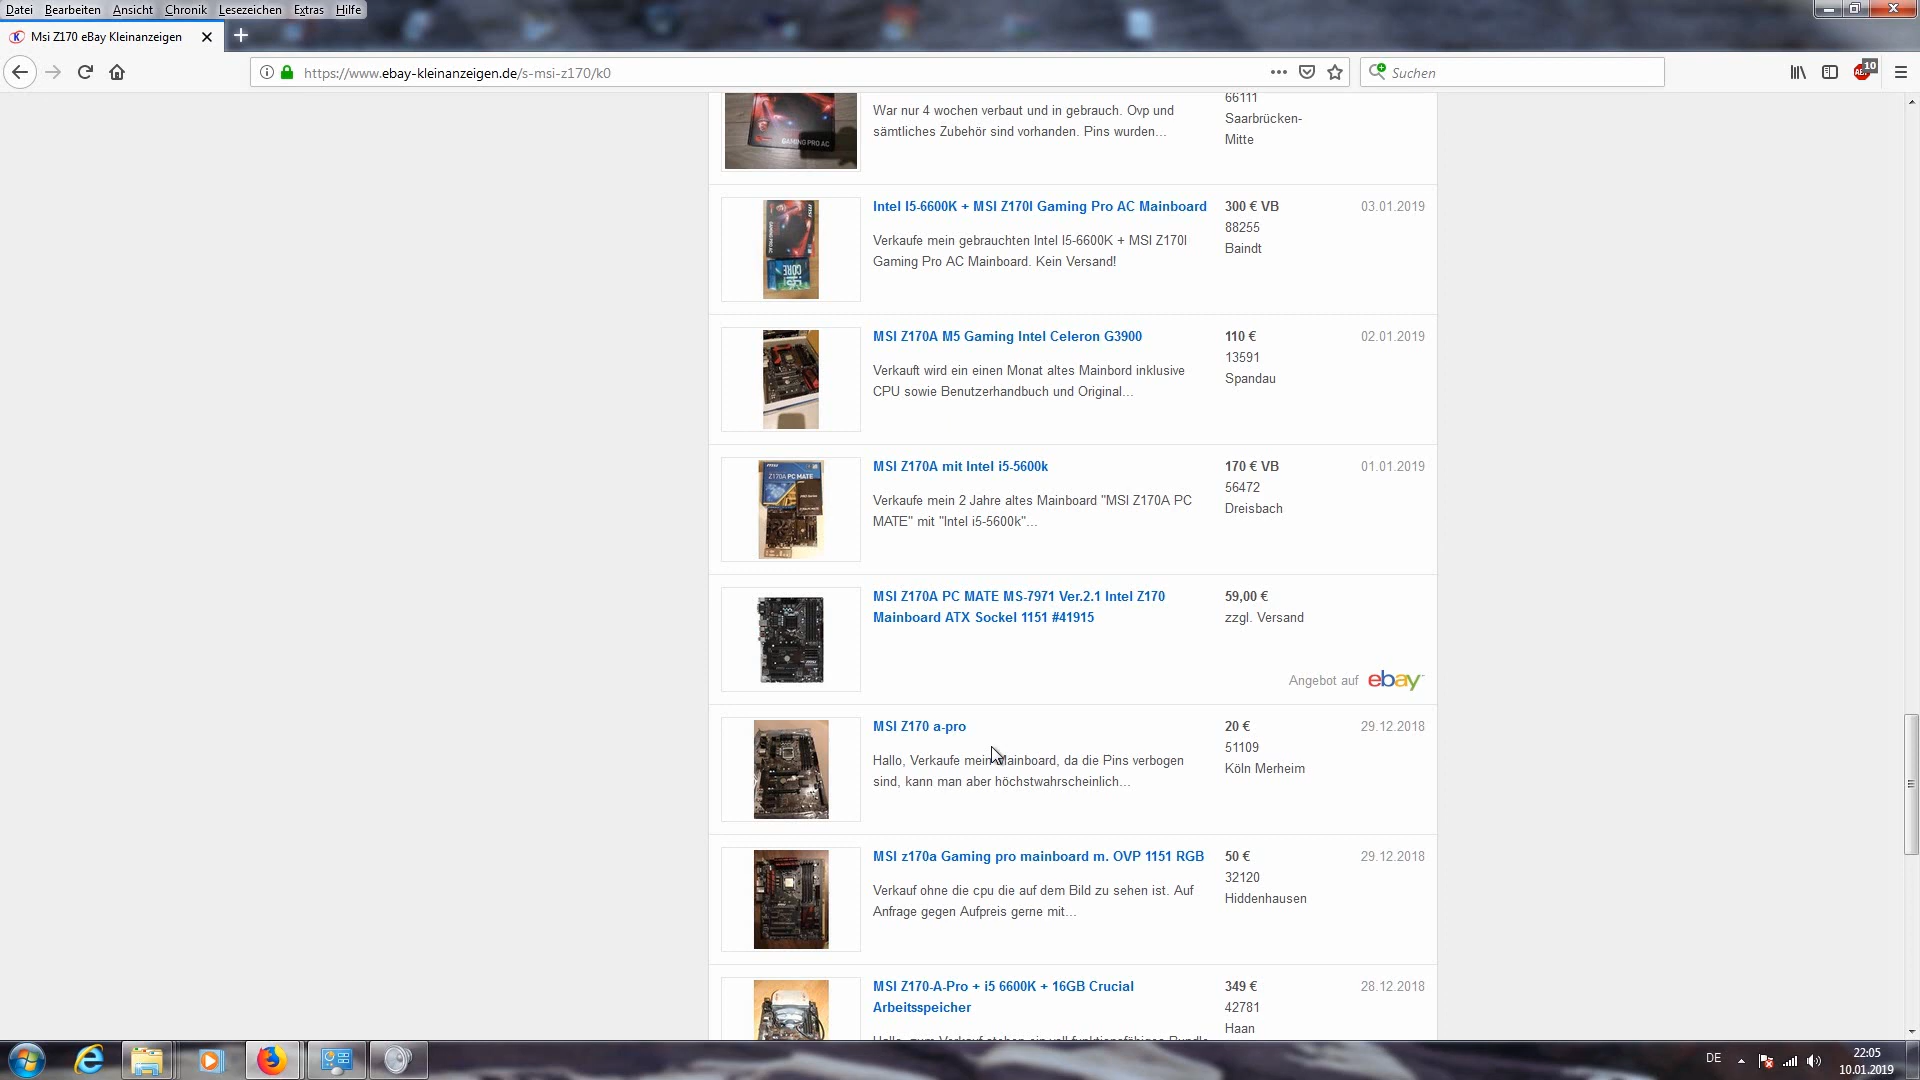 Datei Bearbeiten Ansicht Chronik Lesezeichen Extras Hilfe
Msi Z170 eBay Kleinanzeigen
https://www.ebay-kleinanzeigen.de/s-msi-z170/k0
Suchen
10
War nur 4 wochen verbaut und in gebrauch. Ovp und
sämtliches Zubehör sind vorhanden. Pins wurden...
66111
Saarbrücken-
Mitte
GAMING PRO AC
Intel I5-6600K + MSI Z170I Gaming Pro AC Mainboard
300 € VB
03.01.2019
88255
Baindt
Verkaufe mein gebrauchten Intel I5-6600K + MSI Z170I
Gaming Pro AC Mainboard. Kein Versand!
MSI Z170A M5 Gaming Intel Celeron G3900
110 €
02.01.2019
13591
Spandau
Verkauft wird ein einen Monat altes Mainbord inklusive
CPU sowie Benutzerhandbuch und Original...
Z170A PC MATE
MSI Z170A mit Intel i5-5600k
170 € VB
01.01.2019
56472
Dreisbach
Verkaufe mein 2 Jahre altes Mainboard "MSI Z170A PC
MATE" mit "Intel i5-5600k"...
MSI Z170A PC MATE MS-7971 Ver.2.1 Intel Z170
Mainboard ATX Sockel 1151 #41915
59,00 €
zzgl. Versand
Angebot auf ebay
MSI Z170 a-pro
20 €
29.12.2018
51109
Köln Merheim
Hallo, Verkaufe mein Mainboard, da die Pins verbogen
sind, kann man aber höchstwahrscheinlich...
MSI z170a Gaming pro mainboard m. OVP 1151 RGB
50 €
29.12.2018
32120
Hiddenhausen
Verkauf ohne die cpu die auf dem Bild zu sehen ist. Auf
Anfrage gegen Aufpreis gerne mit...
MSI Z170-A-Pro + i5 6600K + 16GB Crucial
Arbeitsspeicher
349 €
28.12.2018
42781
Haan
DE
22:05
10.01.2019